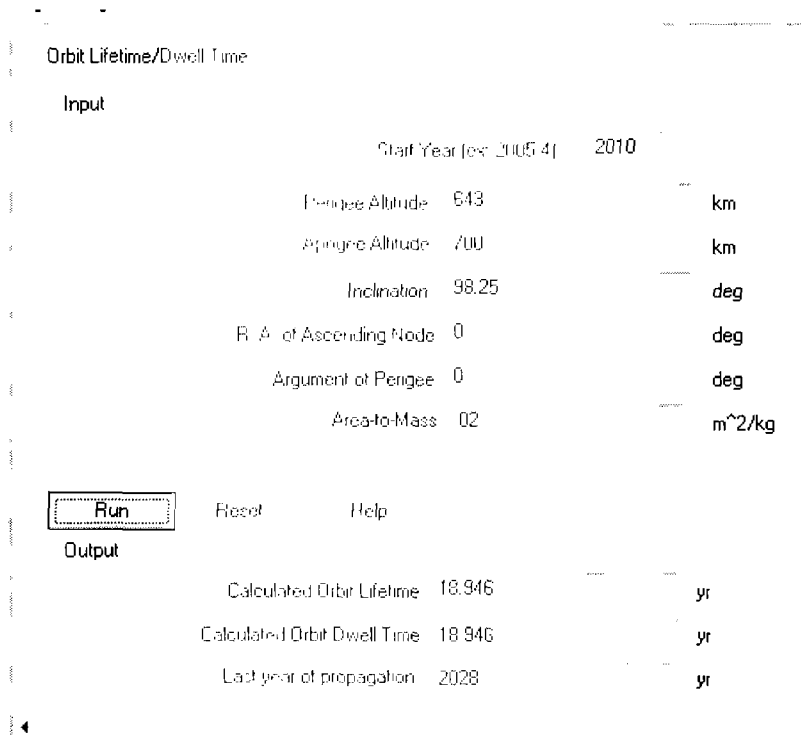 Orbit Lifetime/Dwell Time
Input
Start Year (ex: 2005.4) 2010
Perigee Altitude 643 km
Apogee Altitude 700 km
Inclination 98.25 deg
R. A. of Ascending Node 0 deg
Argument of Perigee 0 deg
Area-to-Mass .02 m^2/kg
Run Reset Help
Output
Calculated Orbit Lifetime 18.946 yr
Calculated Orbit Dwell Time 18.946 yr
Last year of propagation 2028 yr